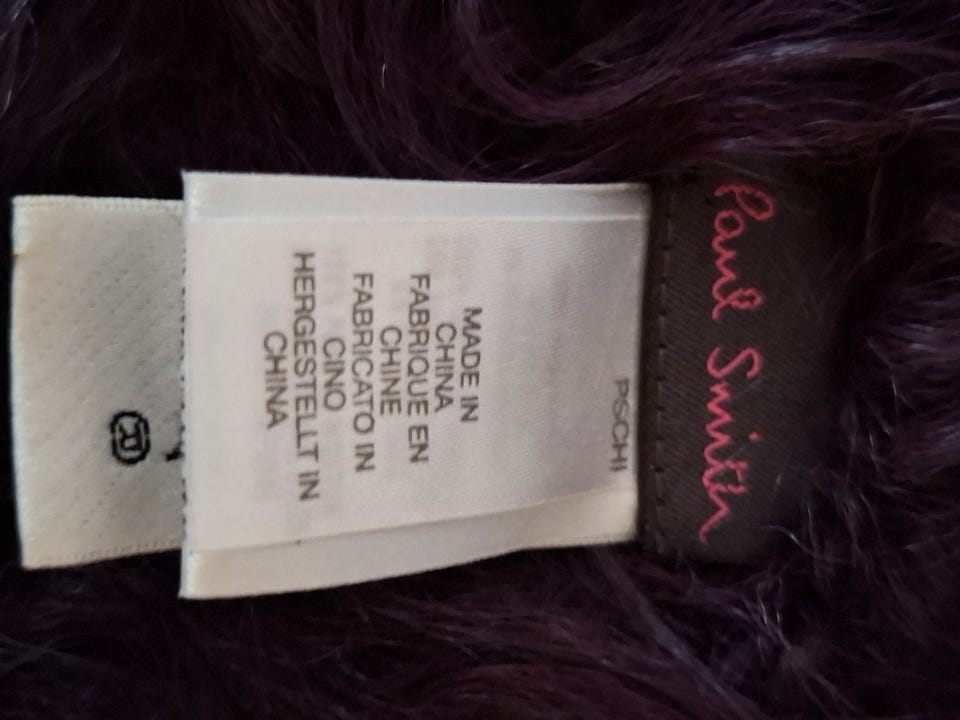 Paul Smith
PSCHI
MADE IN
CHINA
FABRIQUE EN
CHINE
FABRICATO IN
CINO
HERGESTELLT IN
CHINA